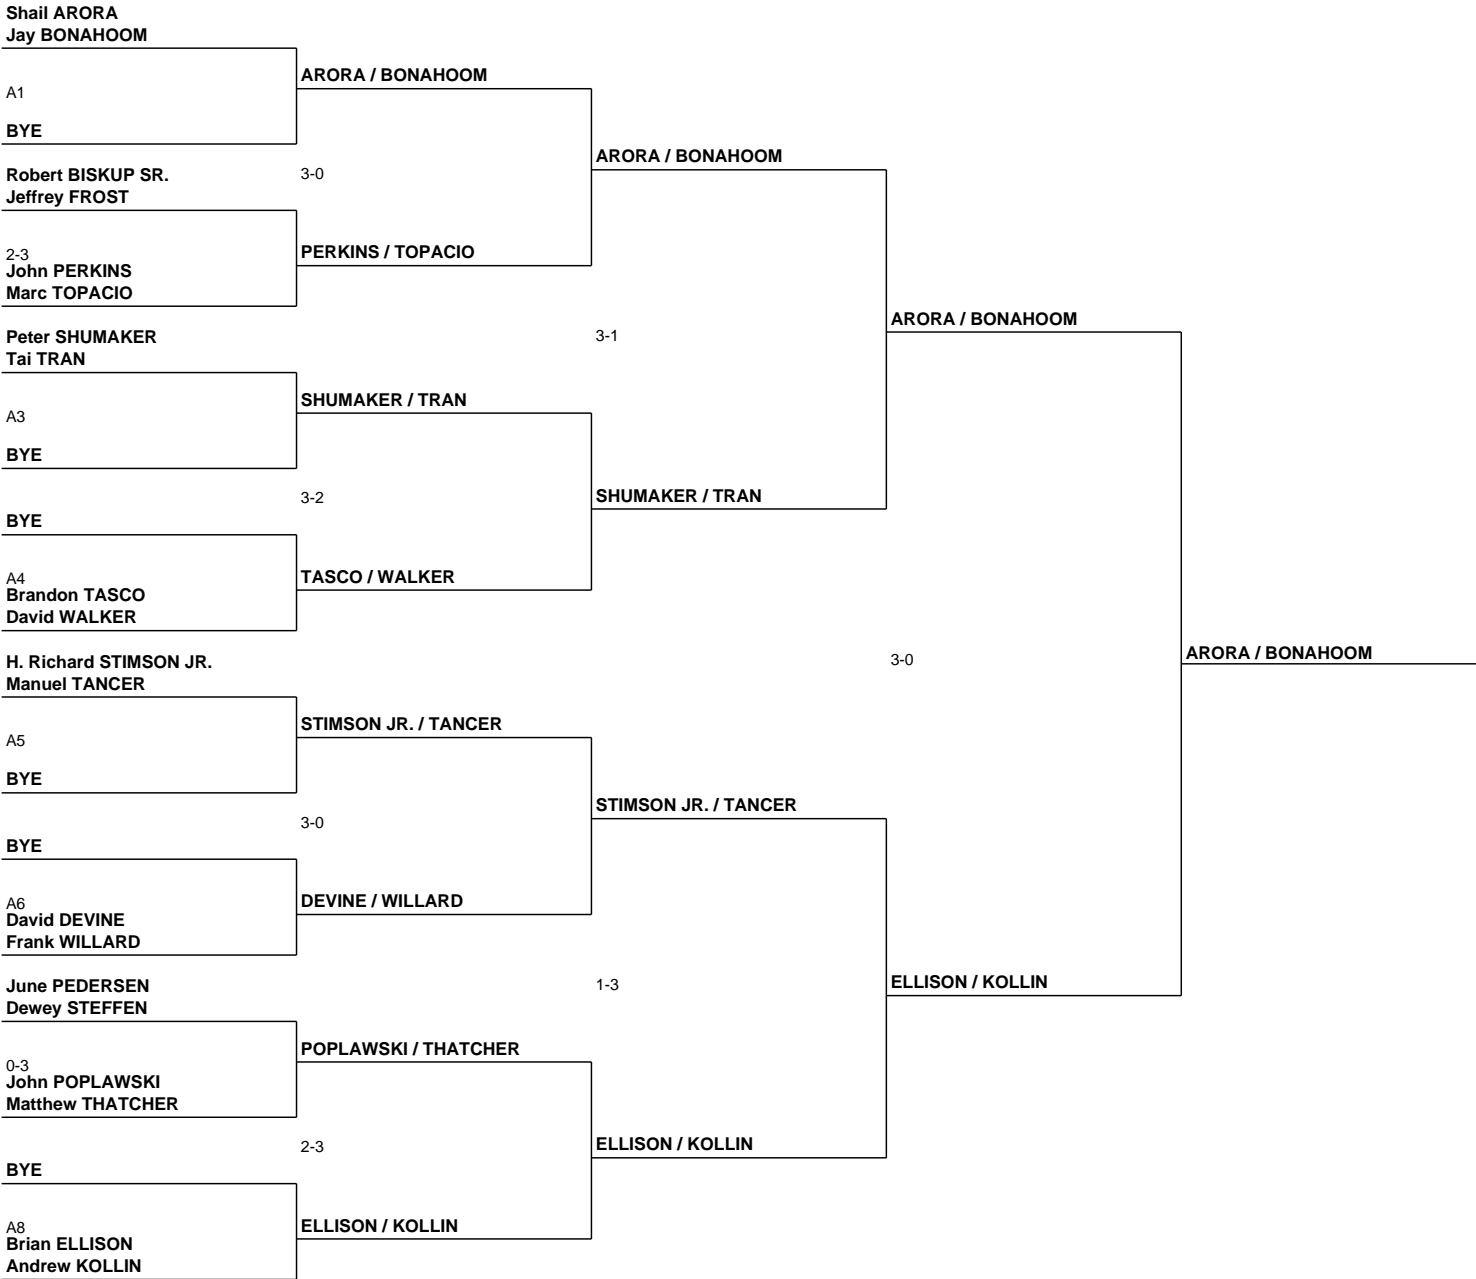 Shail ARORA
Jay BONAHOOM
ARORA / BONAHOOM
A1
BYE
ARORA / BONAHOOM
Robert BISKUP SR.
3-0
Jeffrey FROST
2-3
PERKINS / TOPACIO
John PERKINS
Marc TOPACIO
ARORA / BONAHOOM
Peter SHUMAKER
3-1
Tai TRAN
SHUMAKER / TRAN
A3
BYE
3-2
SHUMAKER / TRAN
BYE
A4
TASCO / WALKER
Brandon TASCO
David WALKER
H. Richard STIMSON JR.
3-0
ARORA / BONAHOOM
Manuel TANCER
STIMSON JR. / TANCER
A5
BYE
STIMSON JR. / TANCER
3-0
BYE
A6
DEVINE / WILLARD
David DEVINE
Frank WILLARD
June PEDERSEN
1-3
ELLISON / KOLLIN
Dewey STEFFEN
POPLAWSKI / THATCHER
0-3
John POPLAWSKI
Matthew THATCHER
2-3
ELLISON / KOLLIN
BYE
A8
ELLISON / KOLLIN
Brian ELLISON
Andrew KOLLIN